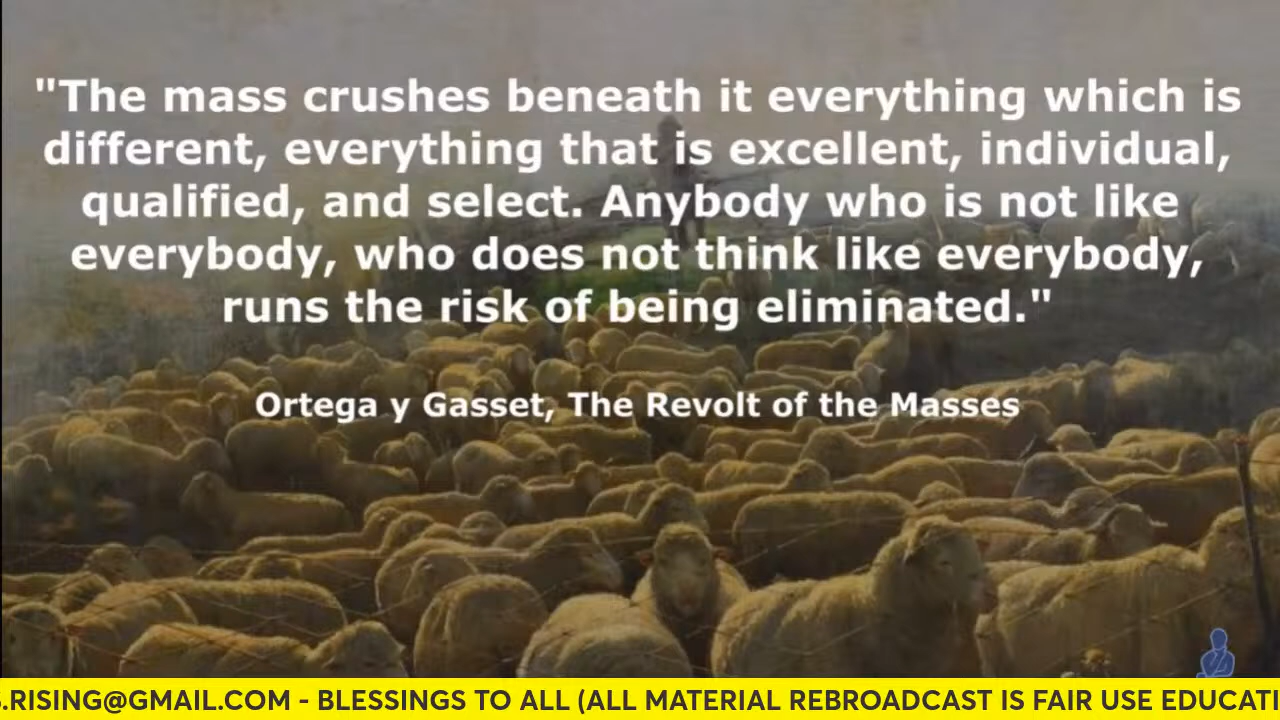 "The mass crushes beneath it everything which is
different, everything that is excellent, individual,
qualified, and select. Anybody who is not like
everybody, who does not think like everybody,
runs the risk of being eliminated."
Ortega y Gasset, The Revolt of the Masses
.RISING@GMAIL.COM - BLESSINGS TO ALL (ALL MATERIAL REBROADCAST IS FAIR USE EDUCATI